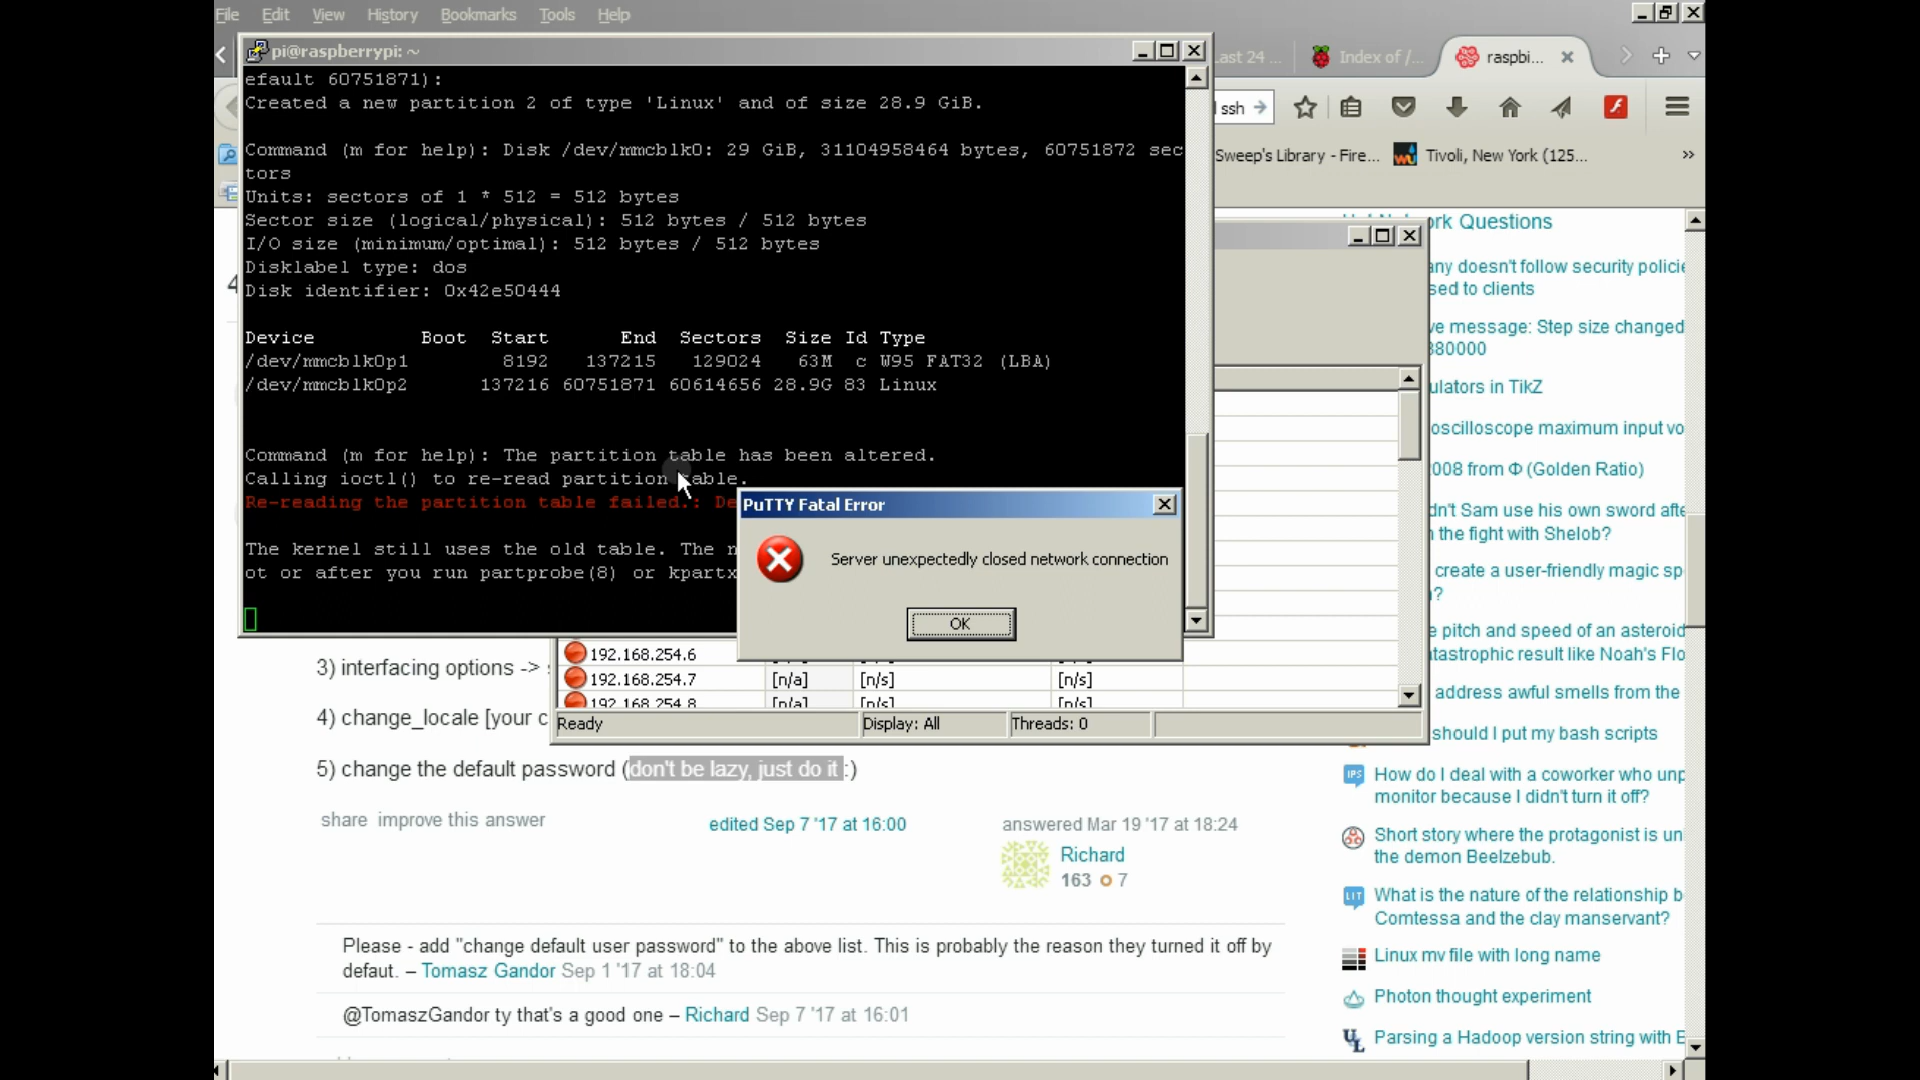 File Edit View History Bookmarks Tools Help
pi@raspberrypi: ~
ast 24 ...
Index of /...
raspbi...
ssh
Sweep's Library - Fire...
Tivoli, New York (125...
efault 60751871):
Created a new partition 2 of type 'Linux' and of size 28.9 GiB.
Command (m for help): Disk /dev/mmcblk0: 29 GiB, 31104958464 bytes, 60751872 sec
tors
Units: sectors of 1 * 512 = 512 bytes
Sector size (logical/physical): 512 bytes / 512 bytes
I/O size (minimum/optimal): 512 bytes / 512 bytes
Disklabel type: dos
Disk identifier: 0x42e50444
Device Boot Start End Sectors Size Id Type
/dev/mmcblk0p1 8192 137215 129024 63M c W95 FAT32 (LBA)
/dev/mmcblk0p2 137216 60751871 60614656 28.9G 83 Linux
Command (m for help): The partition table has been altered.
Calling ioctl() to re-read partition table.
Re-reading the partition table failed.: De
The kernel still uses the old table. The n
ot or after you run partprobe(8) or kpartx
PuTTY Fatal Error
Server unexpectedly closed network connection
OK
192.168.254.6
192.168.254.7 [n/a] [n/s] [n/s]
192.168.254.8 [n/a] [n/s] [n/s]
Ready Display: All Threads: 0
4
3) interfacing options ->
4) change_locale [your c
5) change the default password (don't be lazy, just do it :)
share improve this answer
edited Sep 7 '17 at 16:00
answered Mar 19 '17 at 18:24
Richard
163 7
Please - add "change default user password" to the above list. This is probably the reason they turned it off by
defaut. – Tomasz Gandor Sep 1 '17 at 18:04
@TomaszGandor ty that's a good one – Richard Sep 7 '17 at 16:01
rk Questions
any doesn't follow security policie
sed to clients
ve message: Step size changed
380000
ulators in TikZ
oscilloscope maximum input vo
2008 from Φ (Golden Ratio)
dn't Sam use his own sword afte
the fight with Shelob?
create a user-friendly magic sp
?
e pitch and speed of an asteroid
tastrophic result like Noah's Flo
address awful smells from the
should I put my bash scripts
IPS
How do I deal with a coworker who unp
monitor because I didn't turn it off?
Short story where the protagonist is un
the demon Beelzebub.
LIT
What is the nature of the relationship b
Comtessa and the clay manservant?
Linux mv file with long name
Photon thought experiment
UL
Parsing a Hadoop version string with B